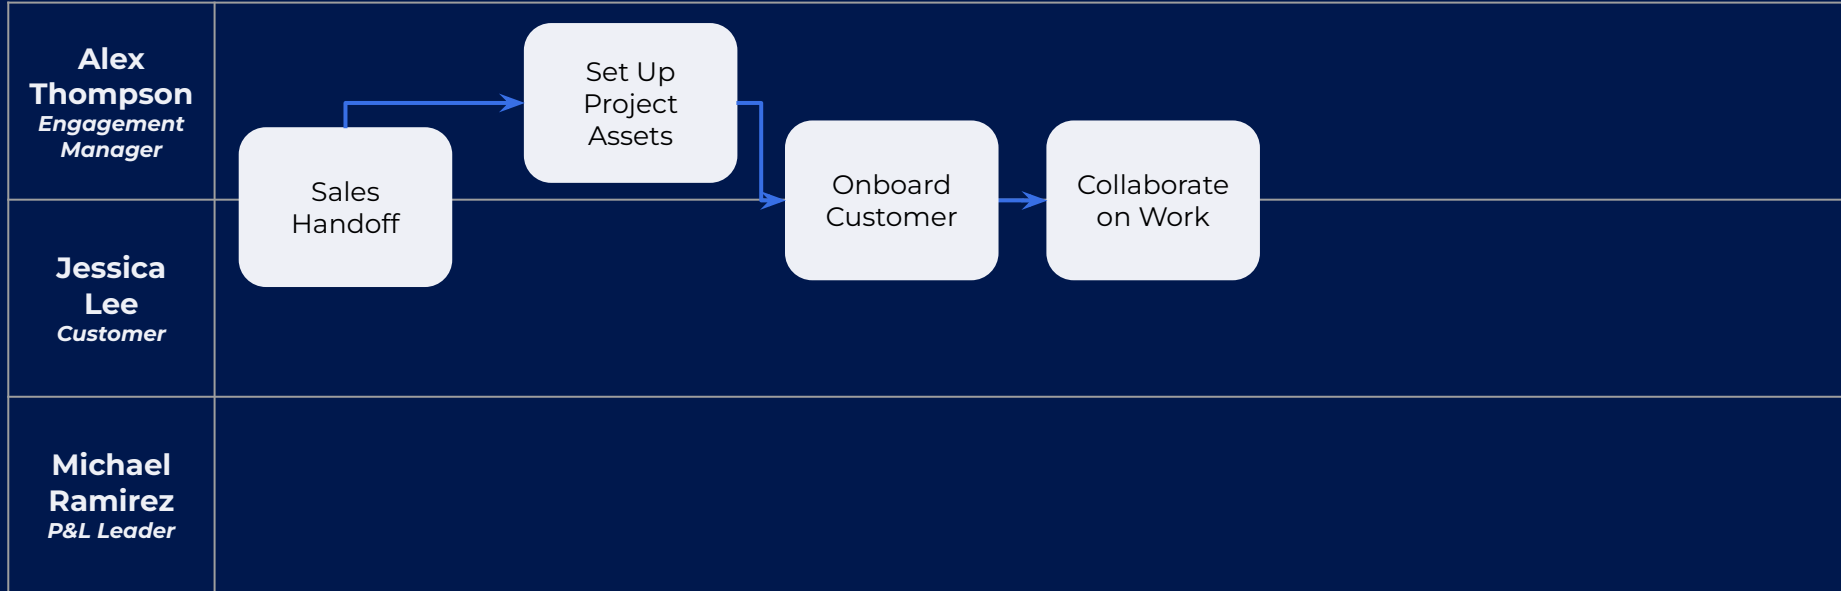 Alex
Thompson
Engagement
Manager
Set Up
Project
Assets
Sales
Handoff
Onboard
Customer
Collaborate
on Work
Jessica
Lee
Customer
Michael
Ramirez
P&L Leader